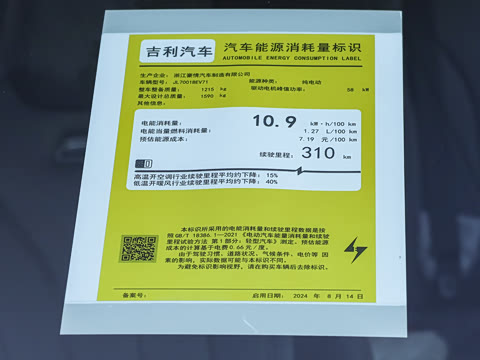 吉利汽车
汽车能源消耗量标识
AUTOMOBILE ENERGY CONSUMPTION LABEL
生产企业：浙江豪情汽车制造有限公司
车辆型号：JL7001BEV71 能源种类：纯电动
整车整备质量：1215 kg 驱动电机峰值功率：58 kW
最大设计总质量：1590 kg
其他信息：
电能消耗量：10.9 kW·h/100 km
电能当量燃料消耗量：1.27 L/100 km
预估能源成本：7.19 元/100 km
续驶里程：310 km
高温开空调行业续驶里程平均约下降：15%
低温开暖风行业续驶里程平均约下降：40%
本标识所采用的电能消耗量和续驶里程数据是按
照 GB/T 18386.1—2021《电动汽车能量消耗量和续驶
里程试验方法 第1部分：轻型汽车》测定，预估能源
成本的计算基于电费0.66元/度。
由于驾驶习惯、道路状况、气候条件、电价等因
素的影响，实际数据可能与本标识不同。
为避免标识影响视野，请在购买车辆后去除标识。
备案号： 启用日期：2024 年 8 月 14 日